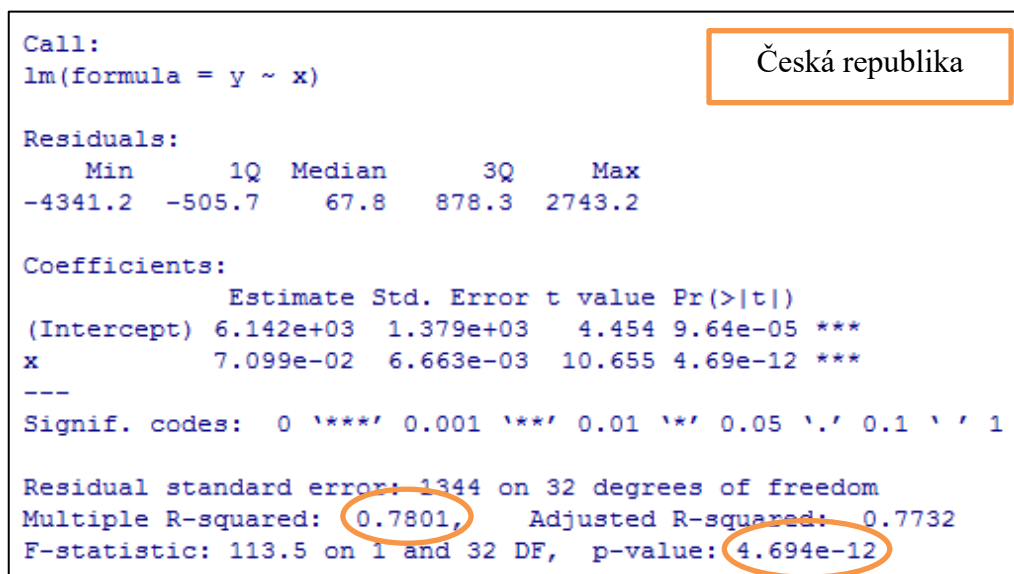 Call:
lm(formula = y ~ x)
Česká republika
Residuals:
    Min      1Q  Median      3Q     Max
-4341.2  -505.7    67.8   878.3  2743.2
Coefficients:
             Estimate Std. Error t value Pr(>|t|)
(Intercept) 6.142e+03  1.379e+03   4.454 9.64e-05 ***
x           7.099e-02  6.663e-03  10.655 4.69e-12 ***
---
Signif. codes:  0 ‘***’ 0.001 ‘**’ 0.01 ‘*’ 0.05 ‘.’ 0.1 ‘ ’ 1
Residual standard error: 1344 on 32 degrees of freedom
Multiple R-squared:  0.7801,    Adjusted R-squared:  0.7732
F-statistic: 113.5 on 1 and 32 DF,  p-value: 4.694e-12